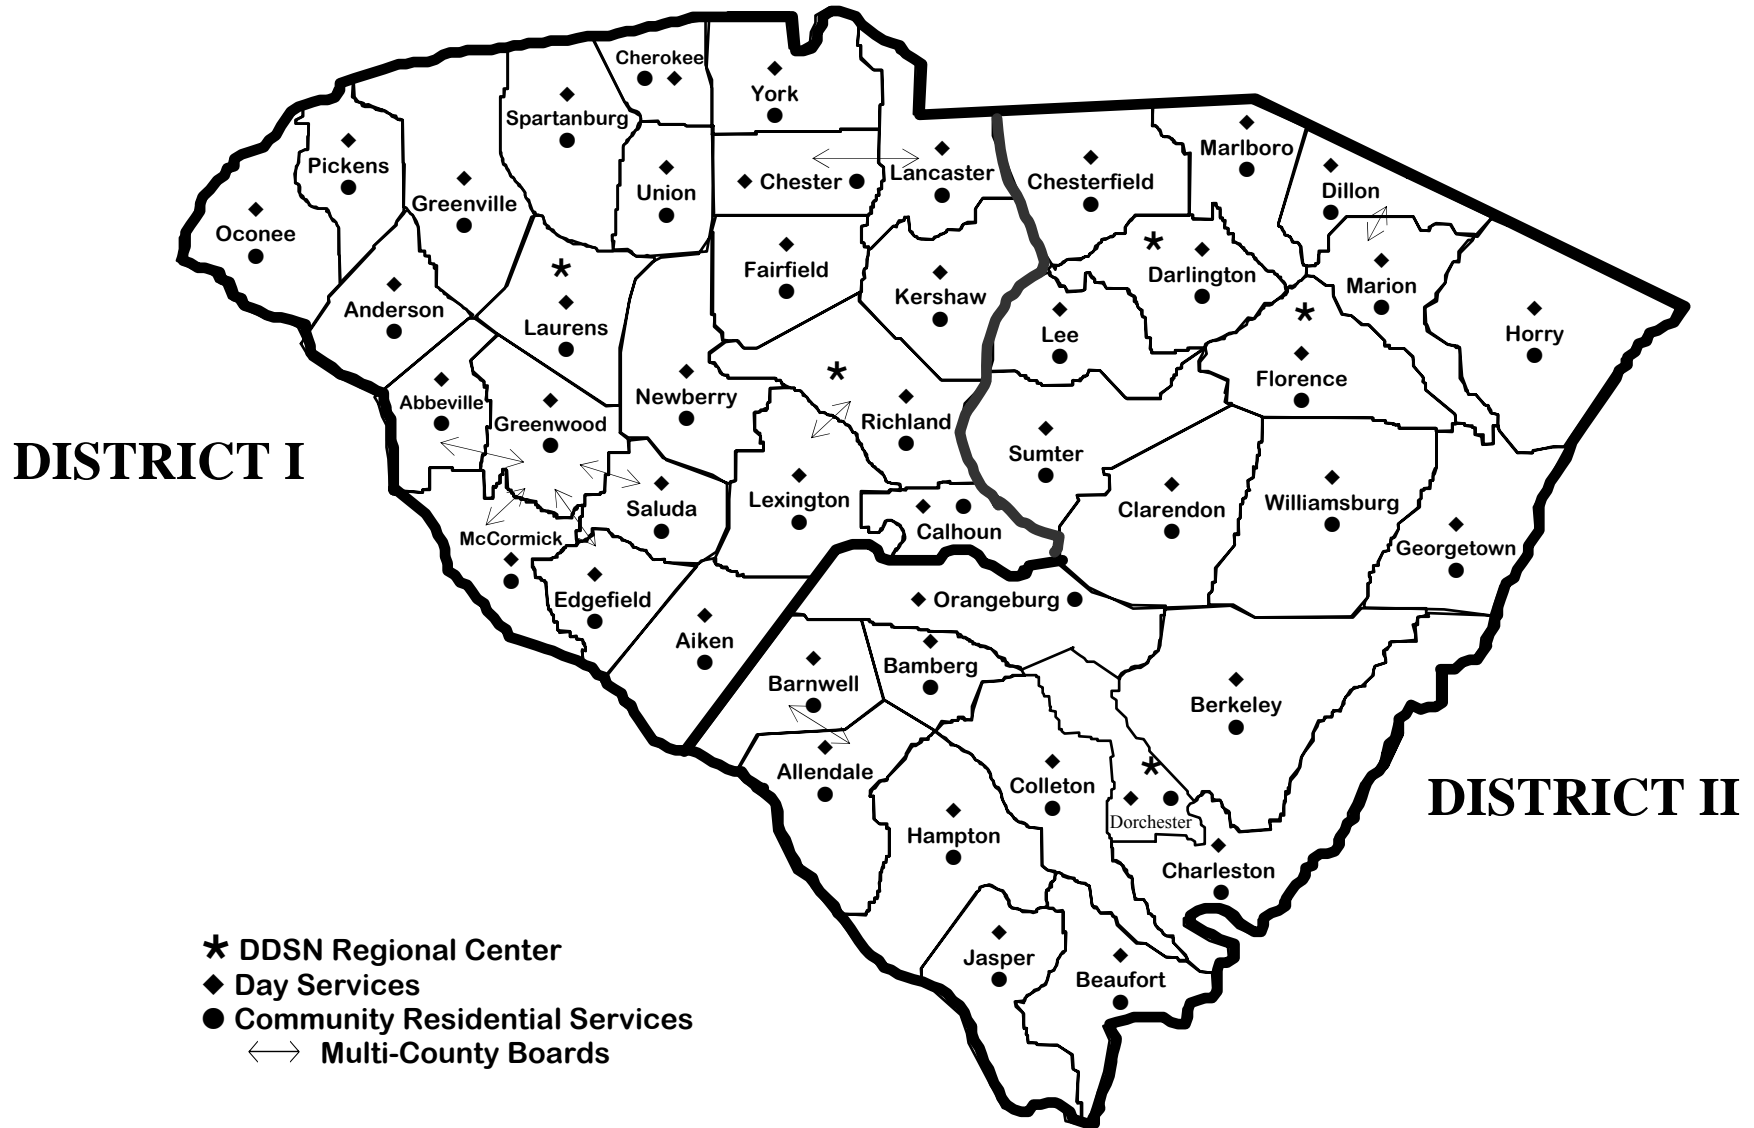 Cherokee
York
Spartanburg
Marlboro
Pickens
Chester
Lancaster
Chesterfield
Dillon
Union
Greenville
Oconee
Fairfield
Darlington
Marion
Kershaw
Anderson
Laurens
Lee
Horry
Florence
Abbeville
Newberry
Greenwood
Richland
DISTRICT I
Sumter
Lexington
Williamsburg
Saluda
Clarendon
Calhoun
McCormick
Georgetown
Edgefield
Orangeburg
Aiken
Bamberg
Barnwell
Berkeley
Allendale
Colleton
DISTRICT II
Dorchester
Hampton
Charleston
Jasper
Beaufort
* DDSN Regional Center
◆ Day Services
● Community Residential Services
↔ Multi-County Boards